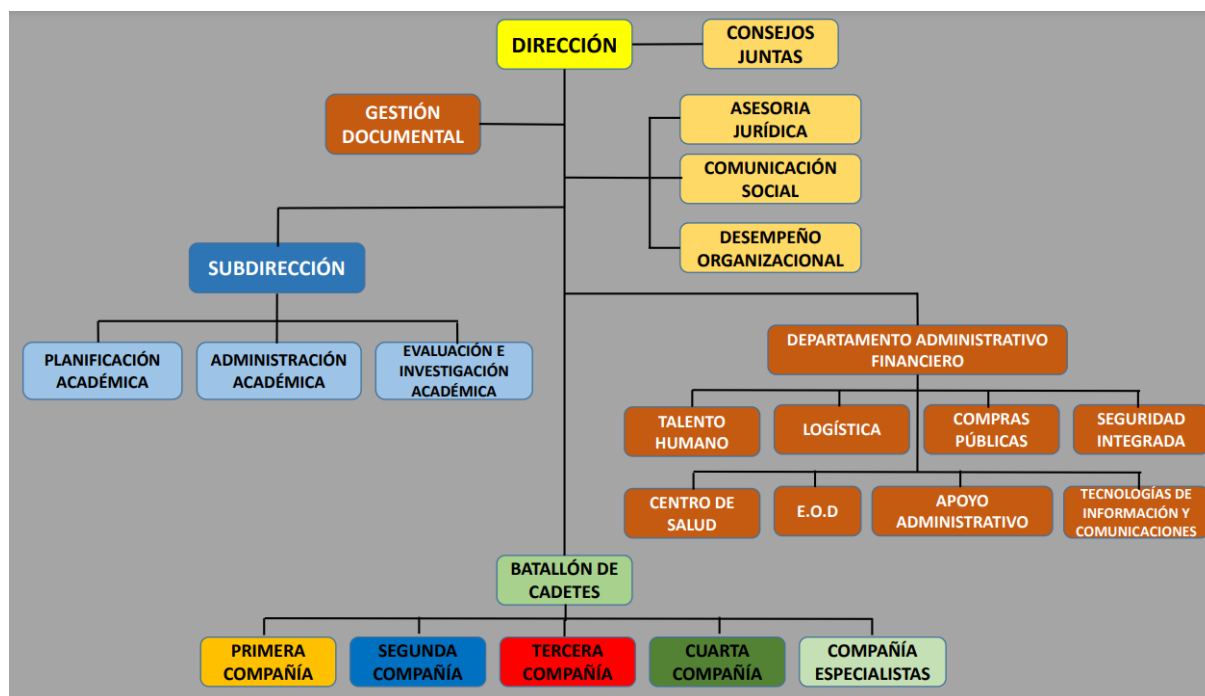 DIRECCIÓN
CONSEJOS
JUNTAS
GESTIÓN
DOCUMENTAL
ASESORIA
JURÍDICA
COMUNICACIÓN
SOCIAL
DESEMPEÑO
ORGANIZACIONAL
SUBDIRECCIÓN
PLANIFICACIÓN
ACADÉMICA
ADMINISTRACIÓN
ACADÉMICA
EVALUACIÓN E
INVESTIGACIÓN
ACADÉMICA
DEPARTAMENTO ADMINISTRATIVO
FINANCIERO
TALENTO
HUMANO
LOGÍSTICA
COMPRAS
PÚBLICAS
SEGURIDAD
INTEGRADA
CENTRO DE
SALUD
E.O.D
APOYO
ADMINISTRATIVO
TECNOLOGÍAS DE
INFORMACIÓN Y
COMUNICACIONES
BATALLÓN DE
CADETES
PRIMERA
COMPAÑÍA
SEGUNDA
COMPAÑÍA
TERCERA
COMPAÑÍA
CUARTA
COMPAÑÍA
COMPAÑÍA
ESPECIALISTAS